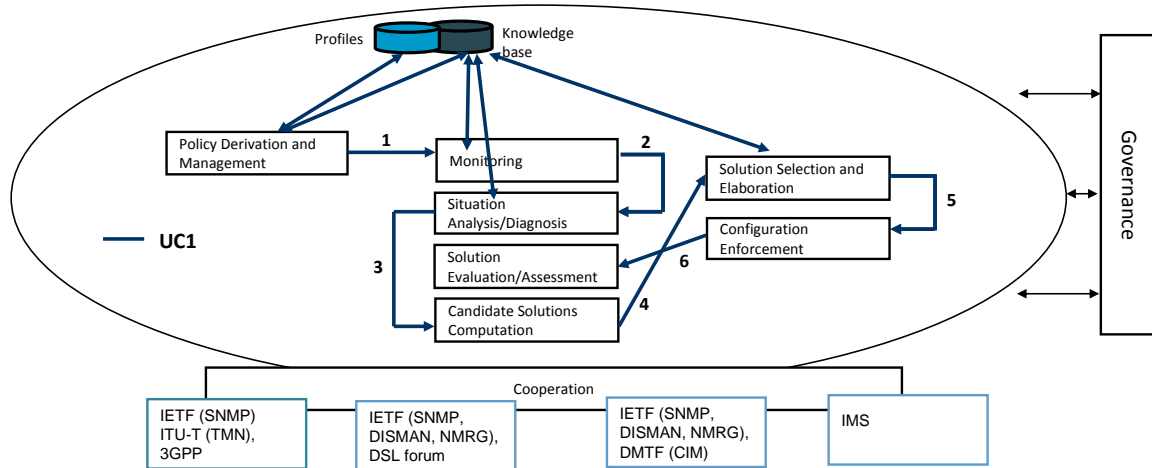 Profiles
Knowledge
base
Policy Derivation and
Management
1
Monitoring
2
Situation
Analysis/Diagnosis
Solution Selection and
Elaboration
5
UC1
3
Solution
Evaluation/Assessment
Configuration
Enforcement
6
Candidate Solutions
Computation
4
Governance
Cooperation
IETF (SNMP)
ITU-T (TMN),
3GPP
IETF (SNMP,
DISMAN, NMRG),
DSL forum
IETF (SNMP,
DISMAN, NMRG),
DMTF (CIM)
IMS